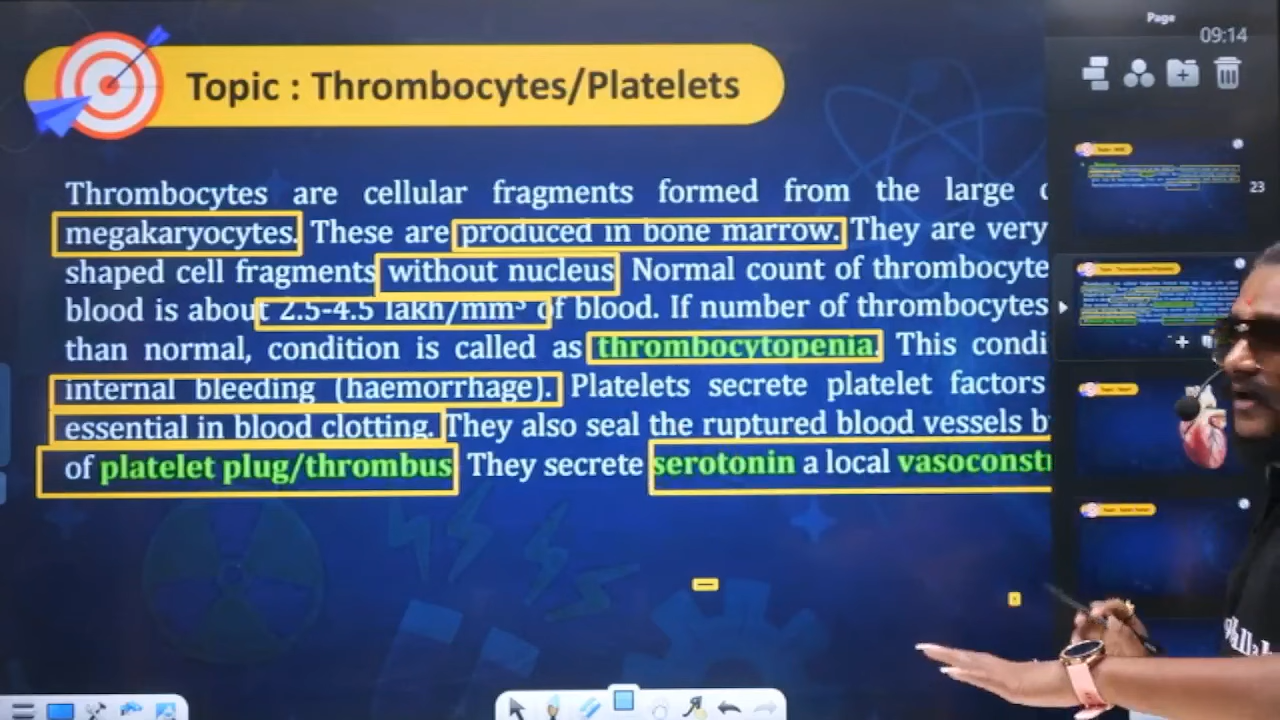 Page
09:14
Topic : Thrombocytes/Platelets
Thrombocytes are cellular fragments formed from the large
megakaryocytes. These are produced in bone marrow. They are very
shaped cell fragments without nucleus Normal count of thrombocyte
blood is about 2.5-4.5 lakh/mm³ of blood. If number of thrombocytes
than normal, condition is called as thrombocytopenia. This condi
internal bleeding (haemorrhage). Platelets secrete platelet factors
essential in blood clotting. They also seal the ruptured blood vessels b
of platelet plug/thrombus They secrete serotonin a local vasoconst
23